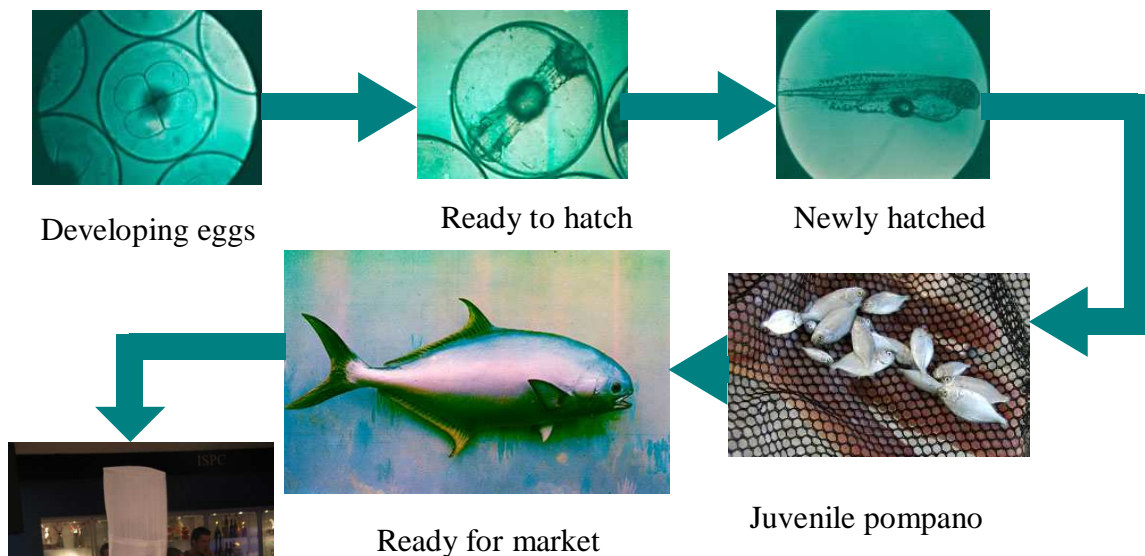 Developing eggs
Ready to hatch
Newly hatched
Juvenile pompano
Ready for market
ISPC